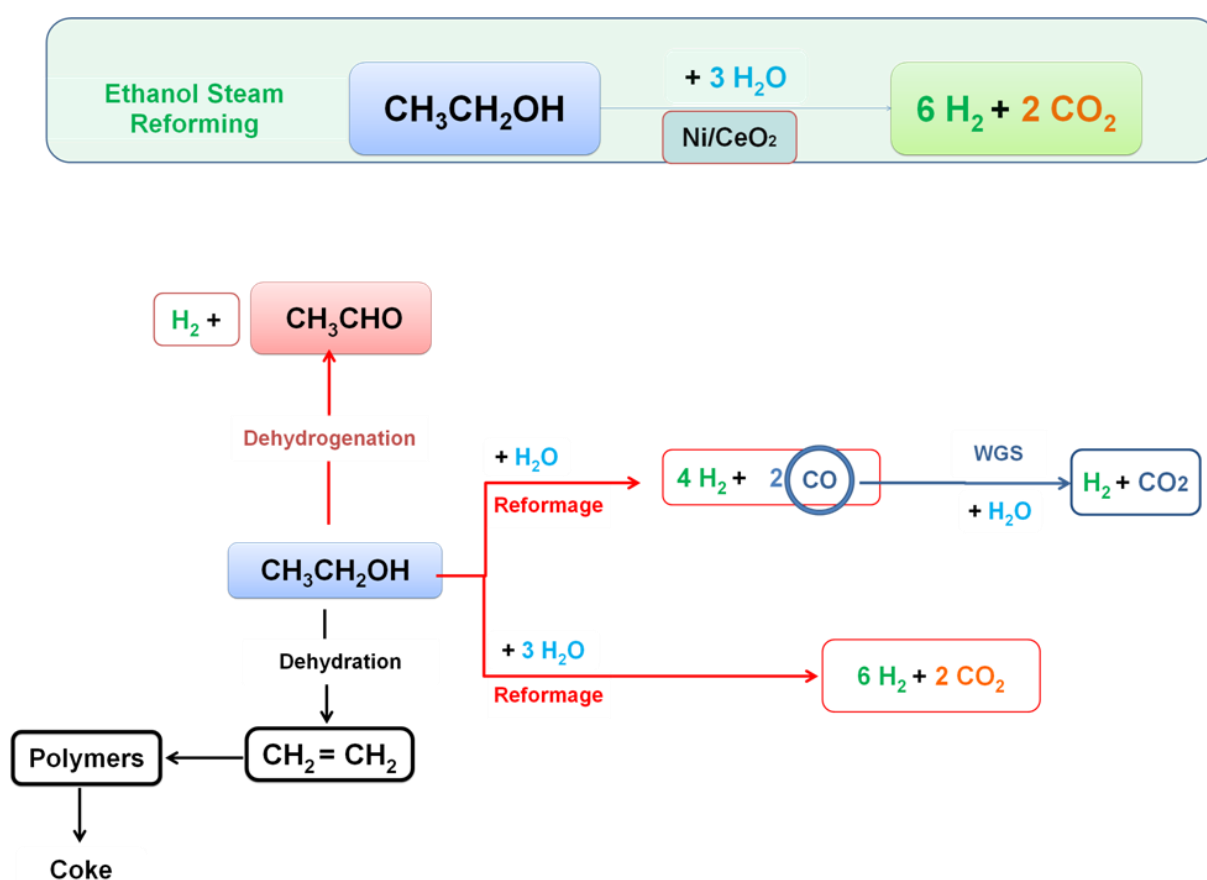 Ethanol Steam
Reforming
CH₃CH₂OH
+ 3 H₂O
Ni/CeO₂
6 H₂ + 2 CO₂
H₂ +
CH₃CHO
Dehydrogenation
+ H₂O
Reformage
4 H₂ + 2 CO
WGS
+ H₂O
H₂ + CO₂
CH₃CH₂OH
Dehydration
+ 3 H₂O
Reformage
6 H₂ + 2 CO₂
CH₂ = CH₂
Polymers
Coke